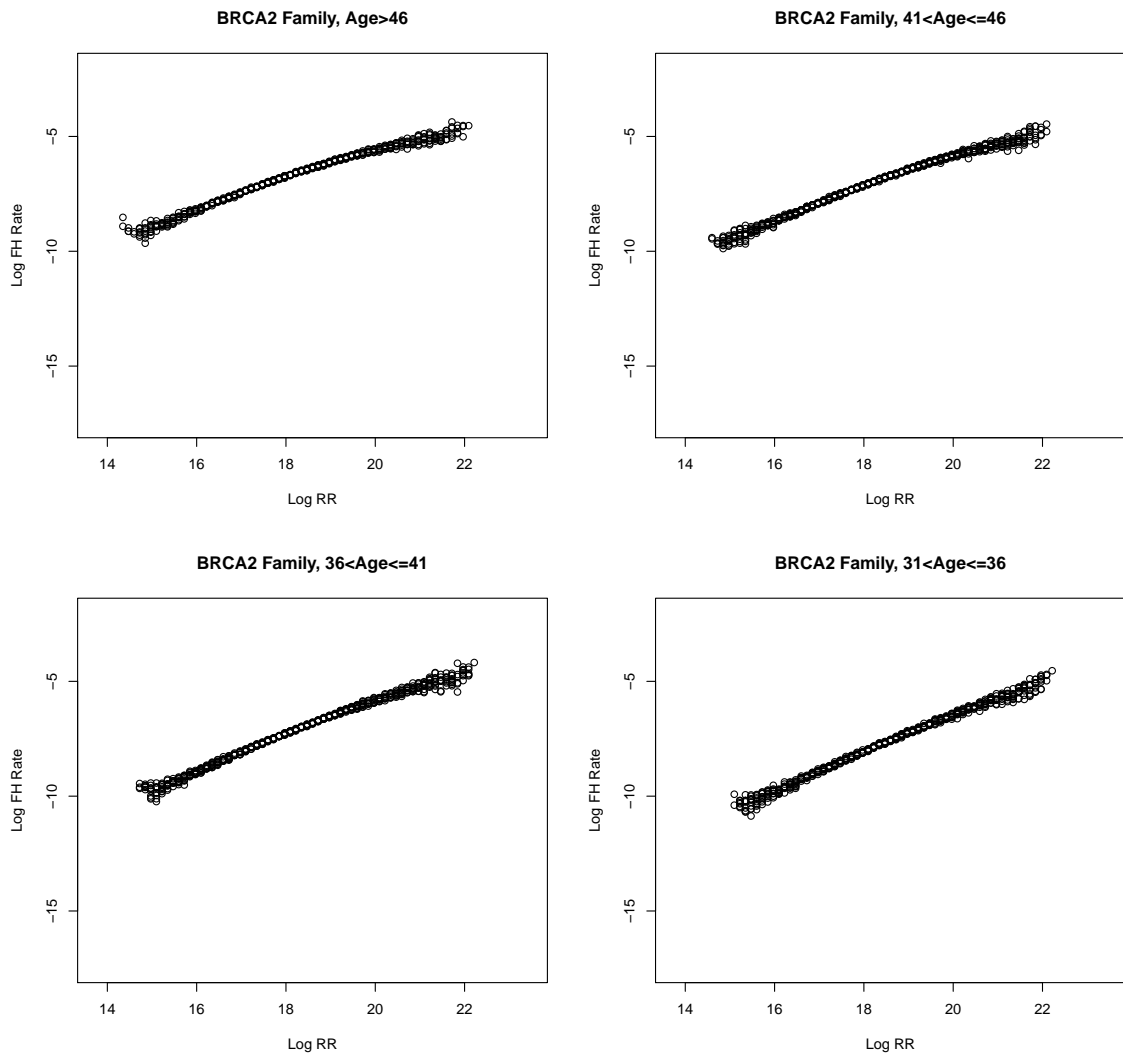 BRCA2 Family, Age>46
Log FH Rate
-5
-10
-15
14 16 18 20 22
Log RR
BRCA2 Family, 41<Age<=46
Log FH Rate
-5
-10
-15
14 16 18 20 22
Log RR
BRCA2 Family, 36<Age<=41
Log FH Rate
-5
-10
-15
14 16 18 20 22
Log RR
BRCA2 Family, 31<Age<=36
Log FH Rate
-5
-10
-15
14 16 18 20 22
Log RR